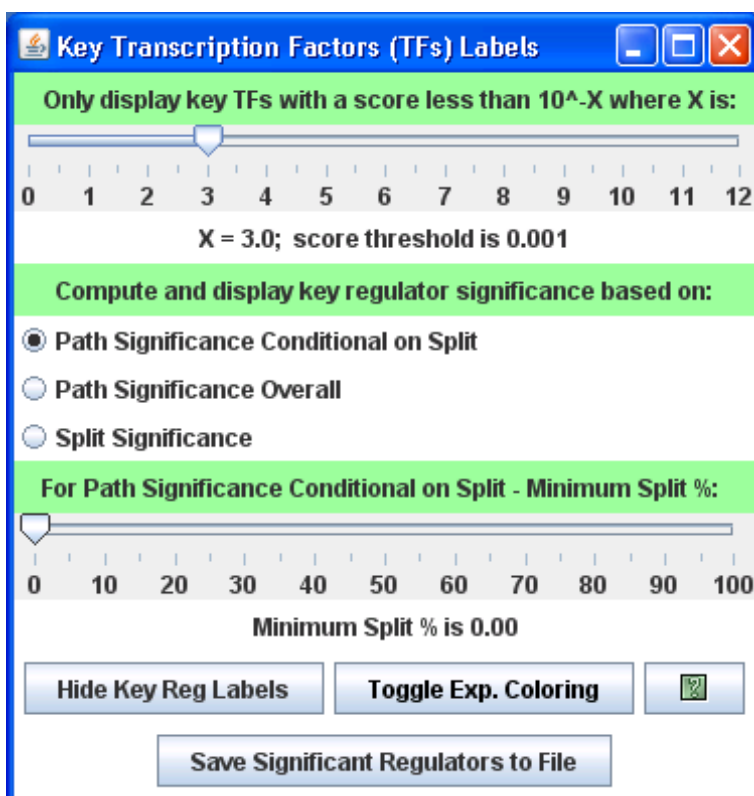 Key Transcription Factors (TFs) Labels
Only display key TFs with a score less than 10^-X where X is:
0 1 2 3 4 5 6 7 8 9 10 11 12
X = 3.0; score threshold is 0.001
Compute and display key regulator significance based on:
Path Significance Conditional on Split
Path Significance Overall
Split Significance
For Path Significance Conditional on Split - Minimum Split %:
0 10 20 30 40 50 60 70 80 90 100
Minimum Split % is 0.00
Hide Key Reg Labels Toggle Exp. Coloring ?
Save Significant Regulators to File